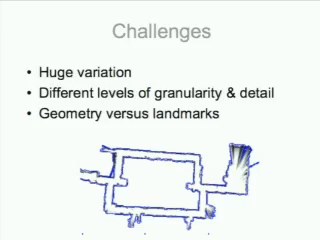 Challenges
• Huge variation
• Different levels of granularity & detail
• Geometry versus landmarks